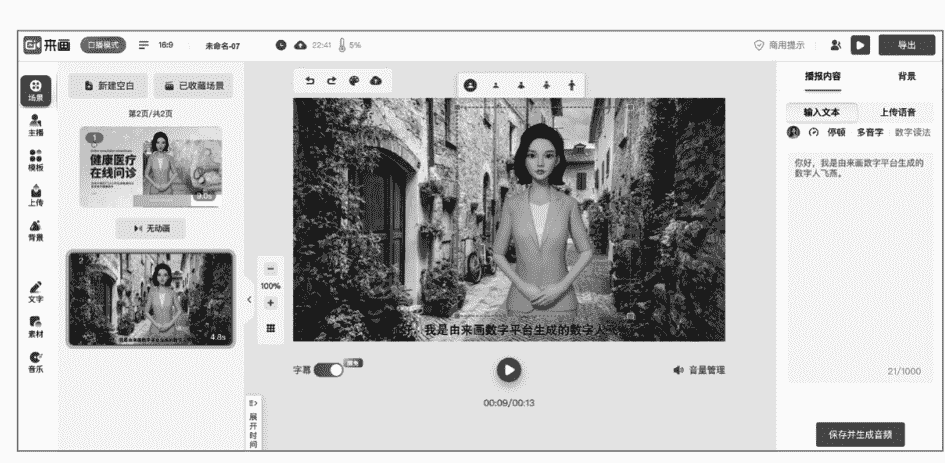 来画
口播模式
16:9
未命名-07
22:41
5%
商用提示
导出
场景
主播
模板
上传
背景
文字
素材
音乐
新建空白
已收藏场景
第2页/共2页
1
健康医疗
在线问诊
9.0s
无动画
2
4.8s
100%
我是由来画数字平台生成的数字人
字幕
音量管理
00:09/00:13
展开时间
播报内容
背景
输入文本
上传语音
停顿
多音字
数字读法
你好，我是由来画数字平台生成的
数字人飞燕。
21/1000
保存并生成音频